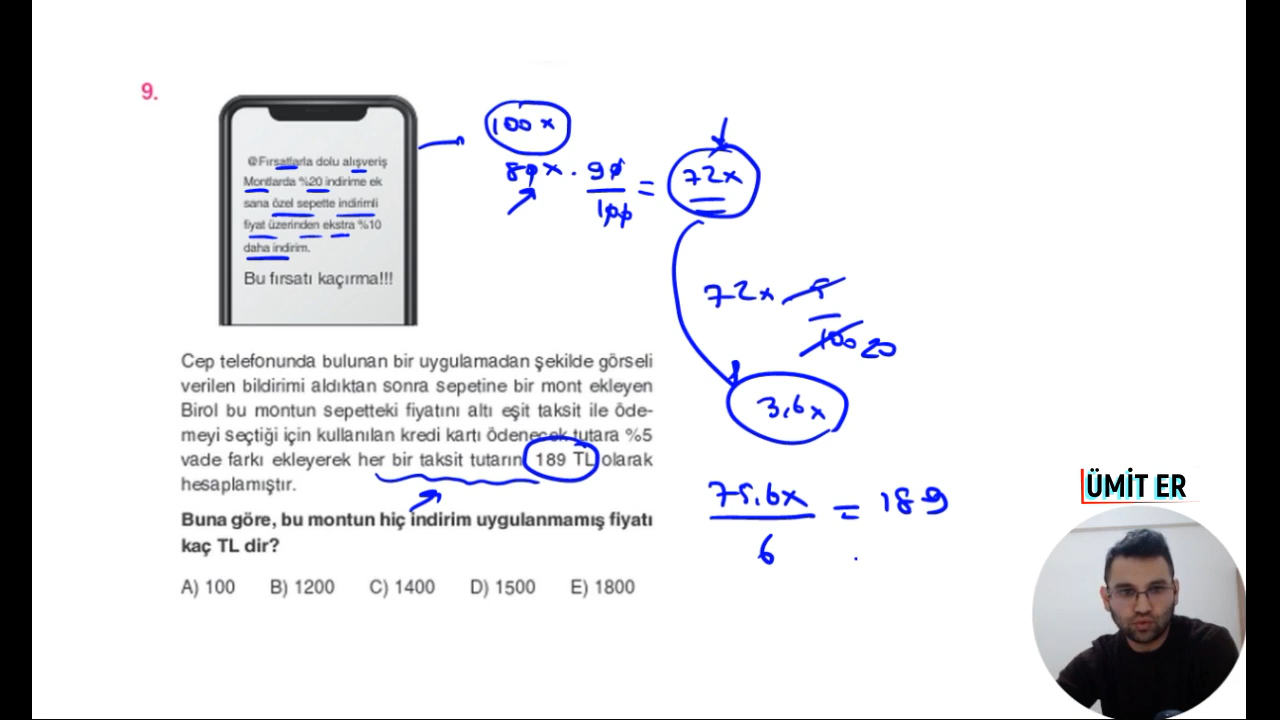 9.
@Fırsatlarla dolu alışveriş
Montlarda %20 indirime ek
sana özel sepette indirimli
fiyat üzerinden ekstra %10
daha indirim.
Bu fırsatı kaçırma!!!
100x
80x · 90/100 = 72x
72x 5/100 20
3,6x
75,6x/6 = 189
Cep telefonunda bulunan bir uygulamadan şekilde görseli
verilen bildirimi aldıktan sonra sepetine bir mont ekleyen
Birol bu montun sepetteki fiyatını altı eşit taksit ile öde-
meyi seçtiği için kullanılan kredi kartı ödenecek tutara %5
vade farkı ekleyerek her bir taksit tutarın 189 TL olarak
hesaplamıştır.
Buna göre, bu montun hiç indirim uygulanmamış fiyatı
kaç TL dir?
A) 100 B) 1200 C) 1400 D) 1500 E) 1800
ÜMİT ER